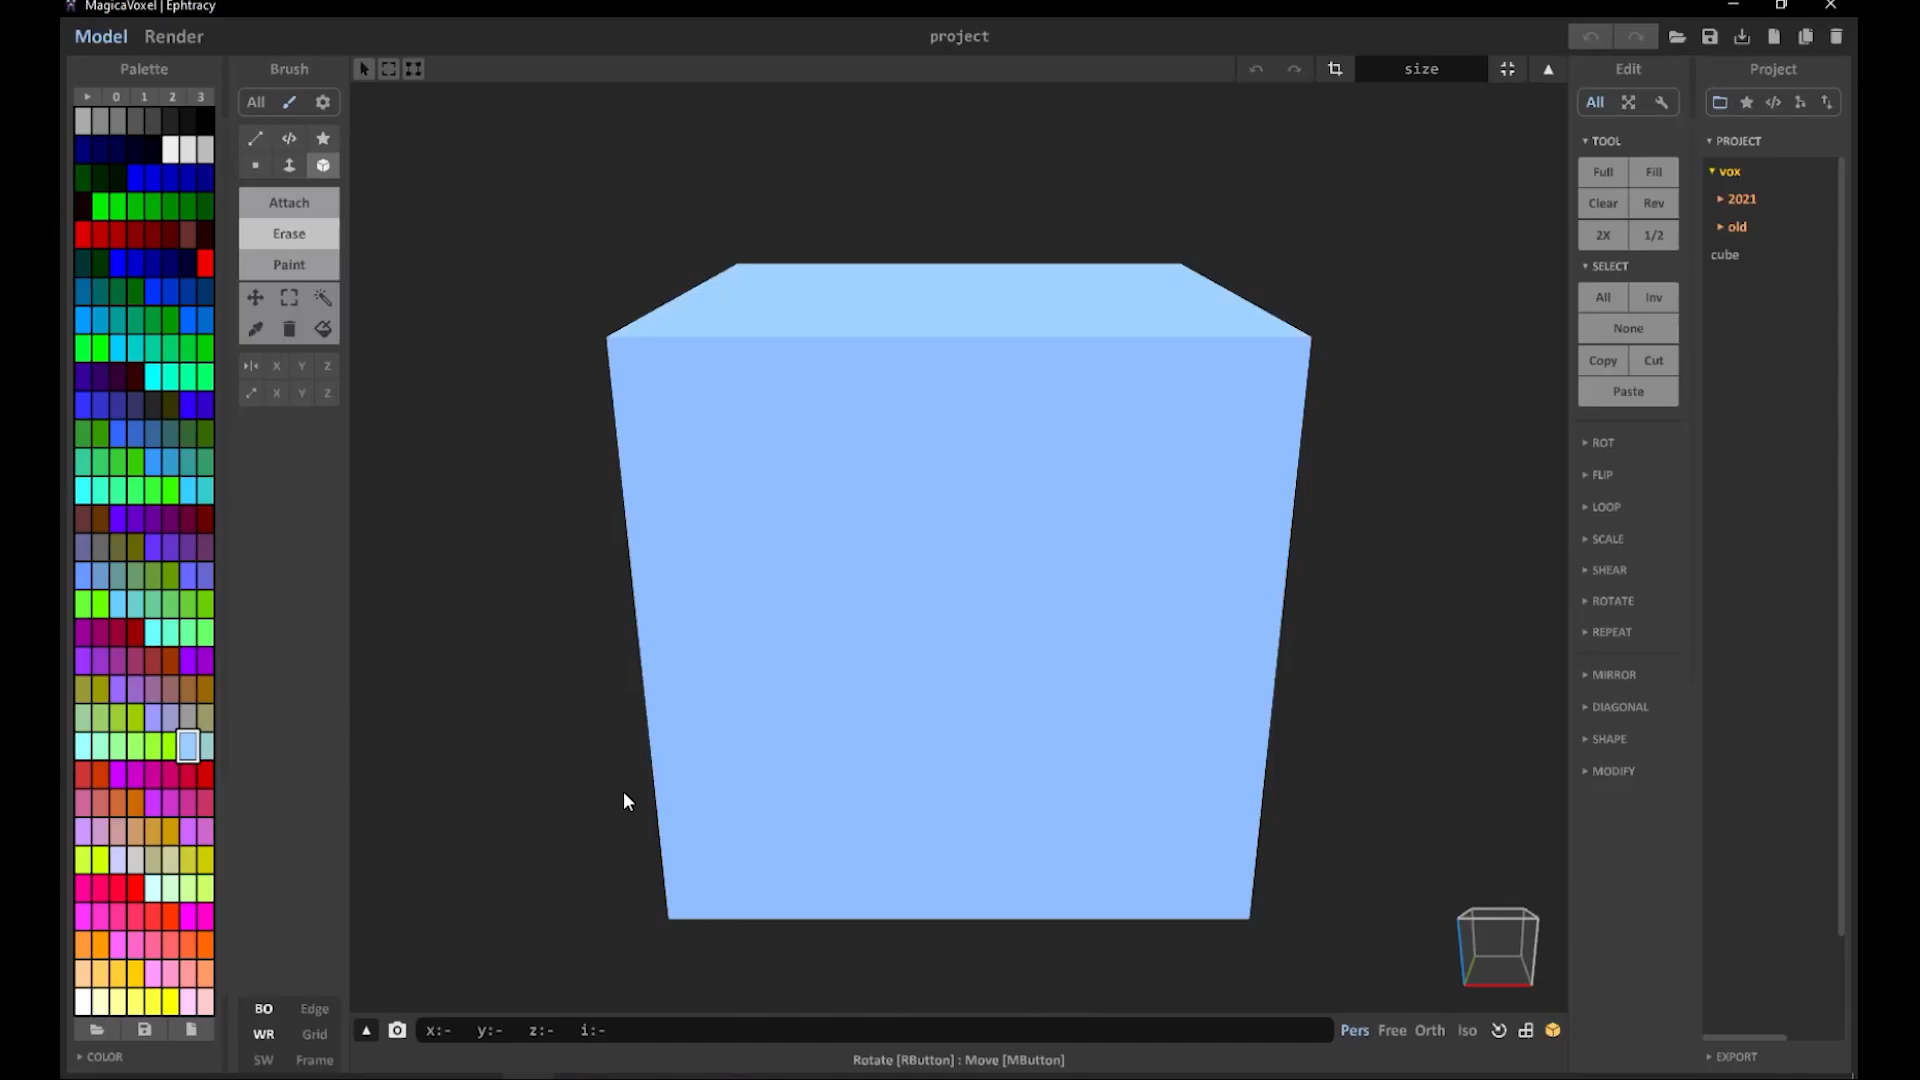 MagicaVoxel | Ephtracy
Model Render
project
Palette
0 1 2 3
COLOR
Brush
All
Attach
Erase
Paint
X Y Z
X Y Z
BO Edge
WR Grid
SW Frame
size
x:- y:- z:- i:-
Pers Free Orth Iso
Rotate [RButton] : Move [MButton]
Edit
All
TOOL
Full Fill
Clear Rev
2X 1/2
SELECT
All Inv
None
Copy Cut
Paste
ROT
FLIP
LOOP
SCALE
SHEAR
ROTATE
REPEAT
MIRROR
DIAGONAL
SHAPE
MODIFY
Project
PROJECT
vox
2021
old
cube
EXPORT